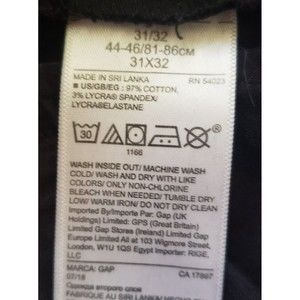 31/32
44-46/81-86CM
31X32
MADE IN SRI LANKA RN 54023
• US/GB/EG : 97% COTTON,
3% LYCRA® SPANDEX/
LYCRA®ELASTANE
30
1166
WASH INSIDE OUT/ MACHINE WASH
COLD/ WASH AND DRY WITH LIKE
COLORS/ ONLY NON-CHLORINE
BLEACH WHEN NEEDED/ TUMBLE DRY
LOW/ WARM IRON/ DO NOT DRY CLEAN
Imported By/Importe Par: Gap (UK
Holdings) Limited/GPS (Great Britain)
Limited Gap Stores (Ireland) Limited Gap
Europe Limited All at 103 Wigmore Street,
London, W1U 1QS Egypt Importer: RIGE,
LLC
MARCA: GAP CA 17897
07/18
FABRIQUE AU SRI